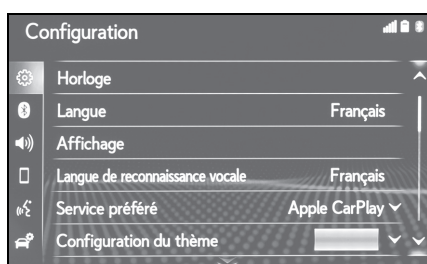 Configuration
Horloge
Langue Français
Affichage
Langue de reconnaissance vocale Français
Service préféré Apple CarPlay
Configuration du thème